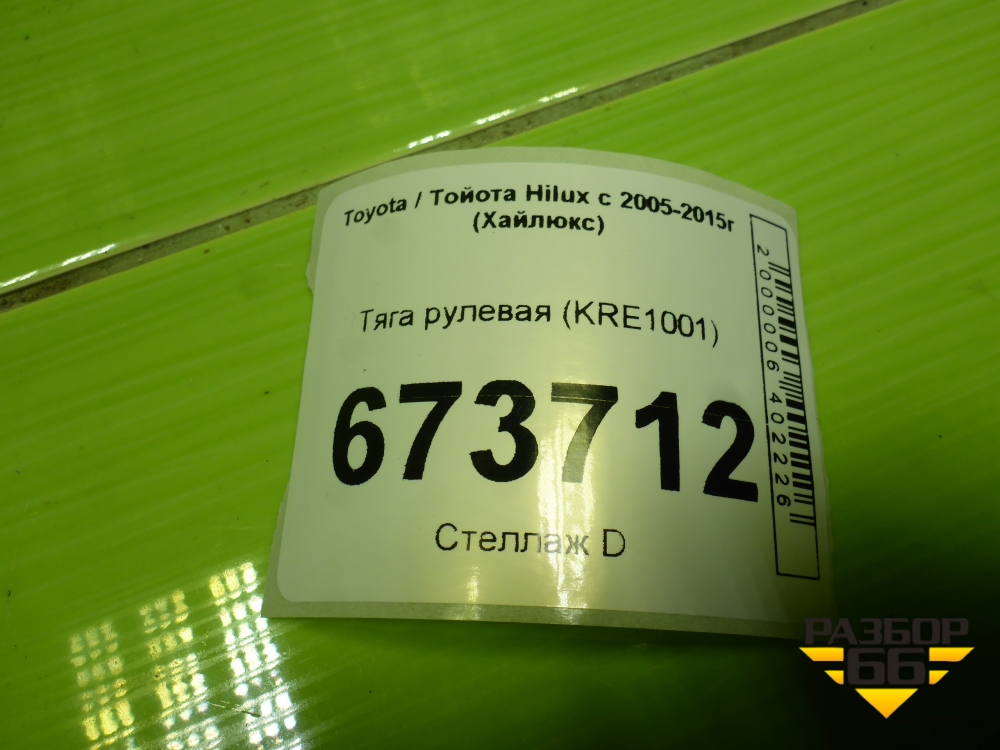 Toyota / Тойота Hilux с 2005-2015г
(Хайлюкс)
Тяга рулевая (KRE1001)
673712
Стеллаж D
2000006402226
РАЗБОР
66